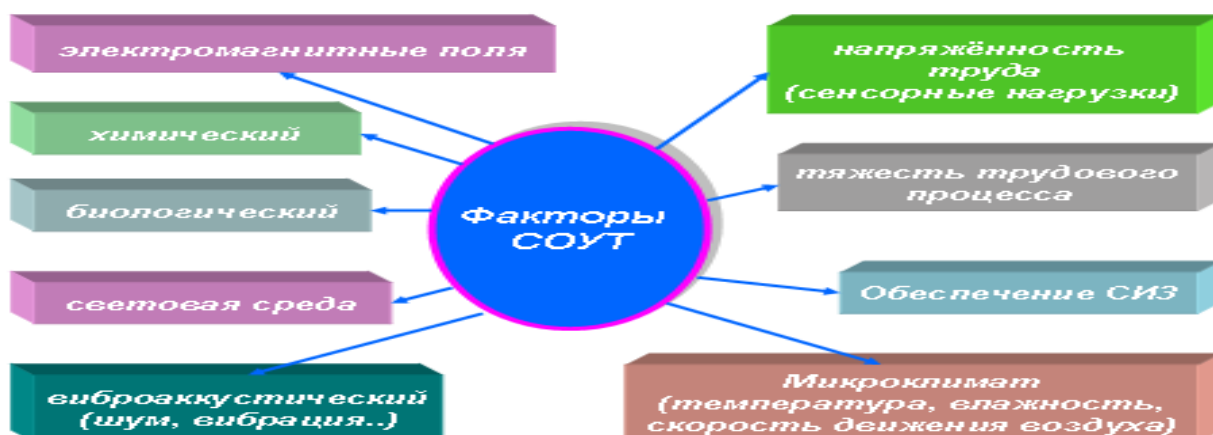 электромагнитные поля
химический
биологический
световая среда
виброаккустический
(шум, вибрация..)
Факторы
СОУТ
напряжённость
труда
(сенсорные нагрузки)
тяжесть трудового
процесса
Обеспечение СИЗ
Микроклимат
(температура, влажность,
скорость движения воздуха)